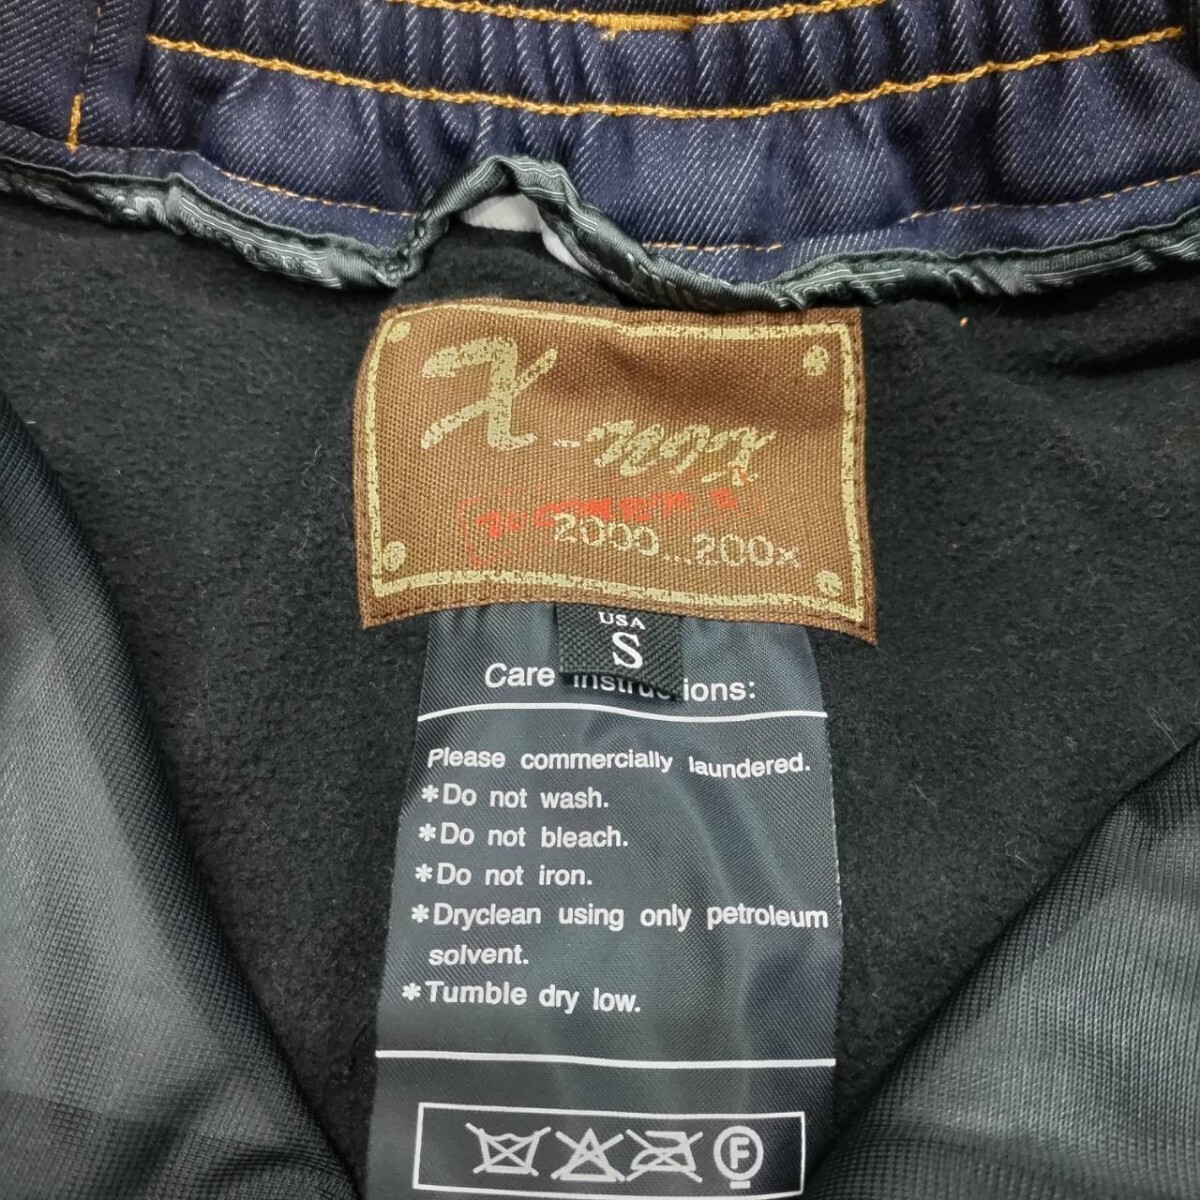 2000...200x
USA
S
Care instructions:
Please commercially laundered.
*Do not wash.
*Do not bleach.
*Do not iron.
*Dryclean using only petroleum
solvent.
*Tumble dry low.
F